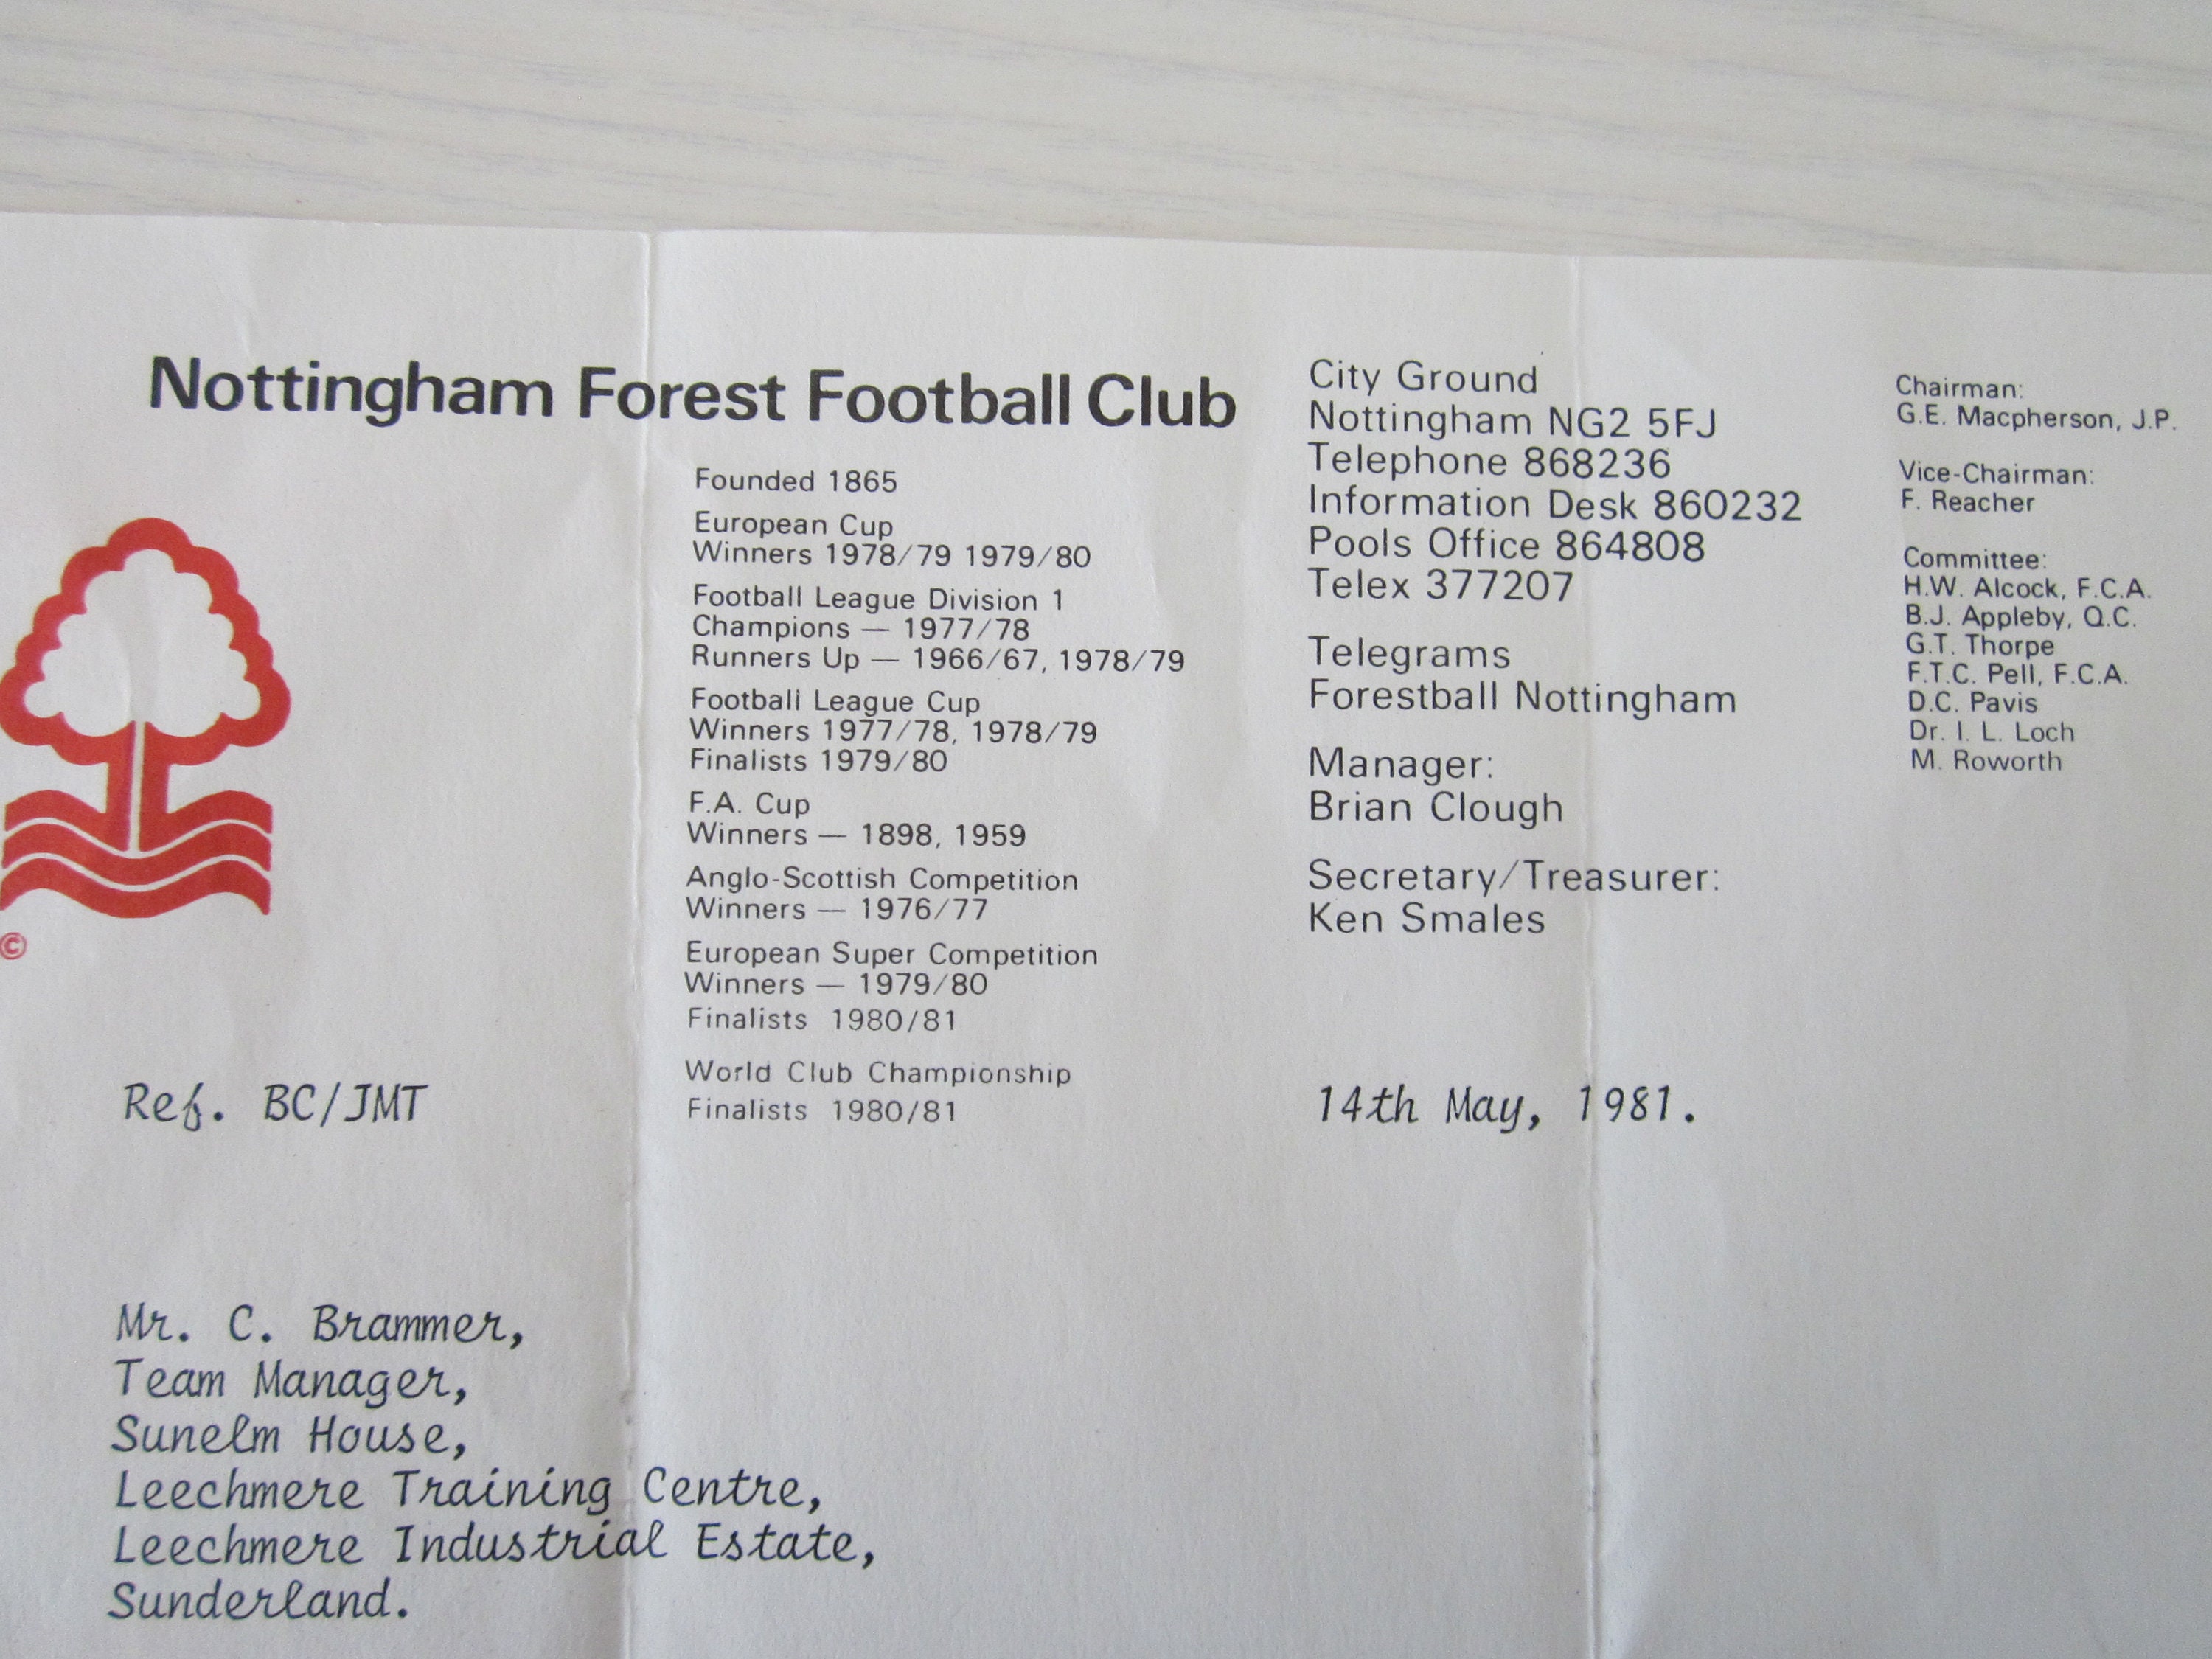 Nottingham Forest Football Club
Founded 1865
European Cup
Winners 1978/79 1979/80
Football League Division 1
Champions — 1977/78
Runners Up — 1966/67, 1978/79
Football League Cup
Winners 1977/78, 1978/79
Finalists 1979/80
F.A. Cup
Winners — 1898, 1959
Anglo-Scottish Competition
Winners — 1976/77
European Super Competition
Winners — 1979/80
Finalists 1980/81
World Club Championship
Finalists 1980/81
City Ground
Nottingham NG2 5FJ
Telephone 868236
Information Desk 860232
Pools Office 864808
Telex 377207
Telegrams
Forestball Nottingham
Manager:
Brian Clough
Secretary/Treasurer:
Ken Smales
Chairman:
G.E. Macpherson, J.P.
Vice-Chairman:
F. Reacher
Committee:
H.W. Alcock, F.C.A.
B.J. Appleby, Q.C.
G.T. Thorpe
F.T.C. Pell, F.C.A.
D.C. Pavis
Dr. I. L. Loch
M. Roworth
©
Ref. BC/JMT
14th May, 1981.
Mr. C. Brammer,
Team Manager,
Sunelm House,
Leechmere Training Centre,
Leechmere Industrial Estate,
Sunderland.